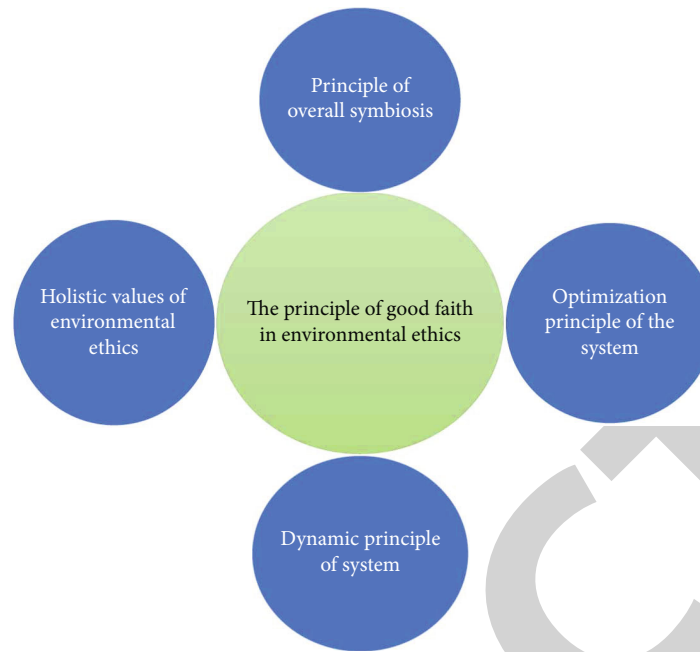 Principle of
overall symbiosis
Holistic values of
environmental
ethics
The principle of good faith
in environmental ethics
Optimization
principle of the
system
Dynamic principle
of system